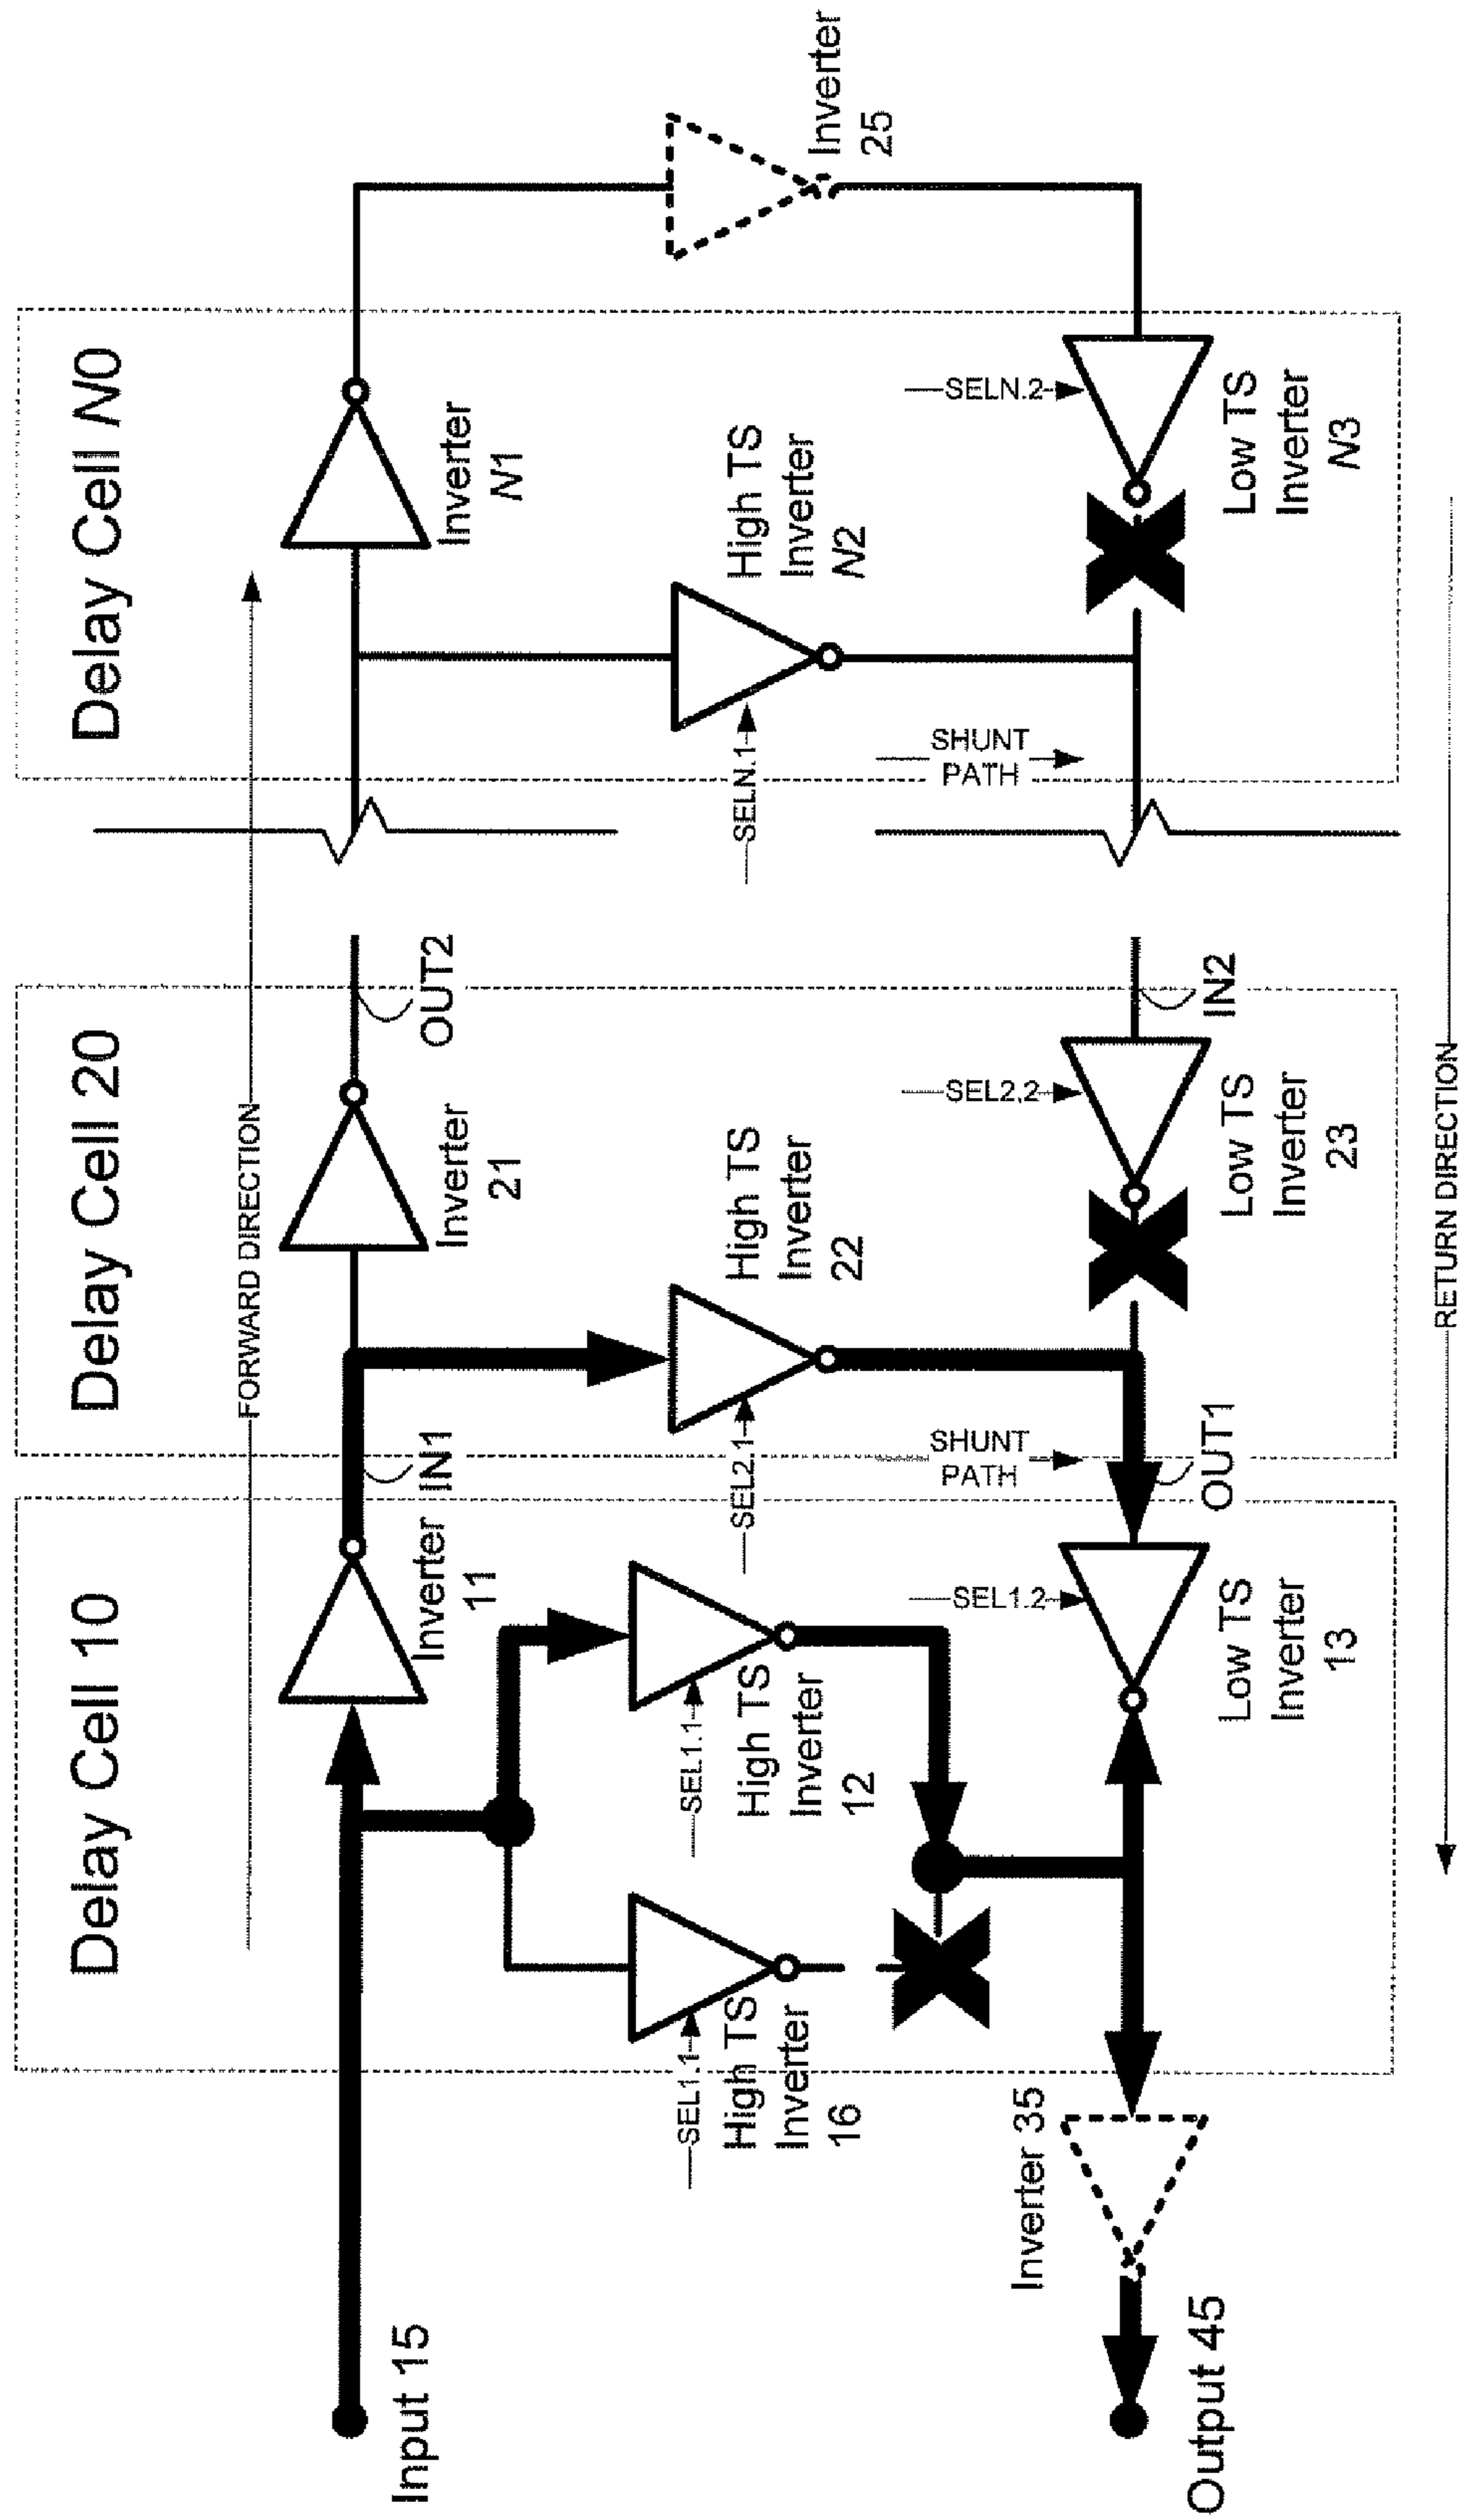 Delay Cell 10
Delay Cell 20
Delay Cell N0
FORWARD DIRECTION
Input 15
Inverter
11
IN1
Inverter
21
OUT2
Inverter
N1
SEL1.1
High TS
Inverter
16
SEL1.1
High TS
Inverter
12
SEL2.1
High TS
Inverter
22
SELN.1
High TS
Inverter
N2
Inverter
25
SHUNT
PATH
SHUNT
PATH
Inverter 35
SEL1.2
Low TS
Inverter
13
OUT1
SEL2,2
Low TS
Inverter
23
IN2
SELN.2
Low TS
Inverter
N3
Output 45
RETURN DIRECTION